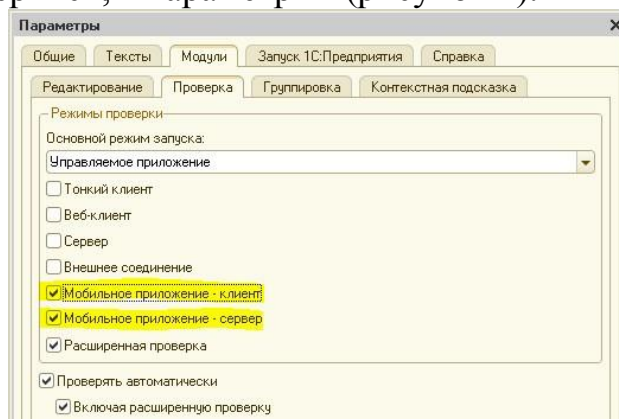 Параметры
Общие Тексты Модули Запуск 1С:Предприятия Справка
Редактирование Проверка Группировка Контекстная подсказка
Режимы проверки
Основной режим запуска:
Управляемое приложение
Тонкий клиент
Веб-клиент
Сервер
Внешнее соединение
Мобильное приложение - клиент
Мобильное приложение - сервер
Расширенная проверка
Проверять автоматически
Включая расширенную проверку